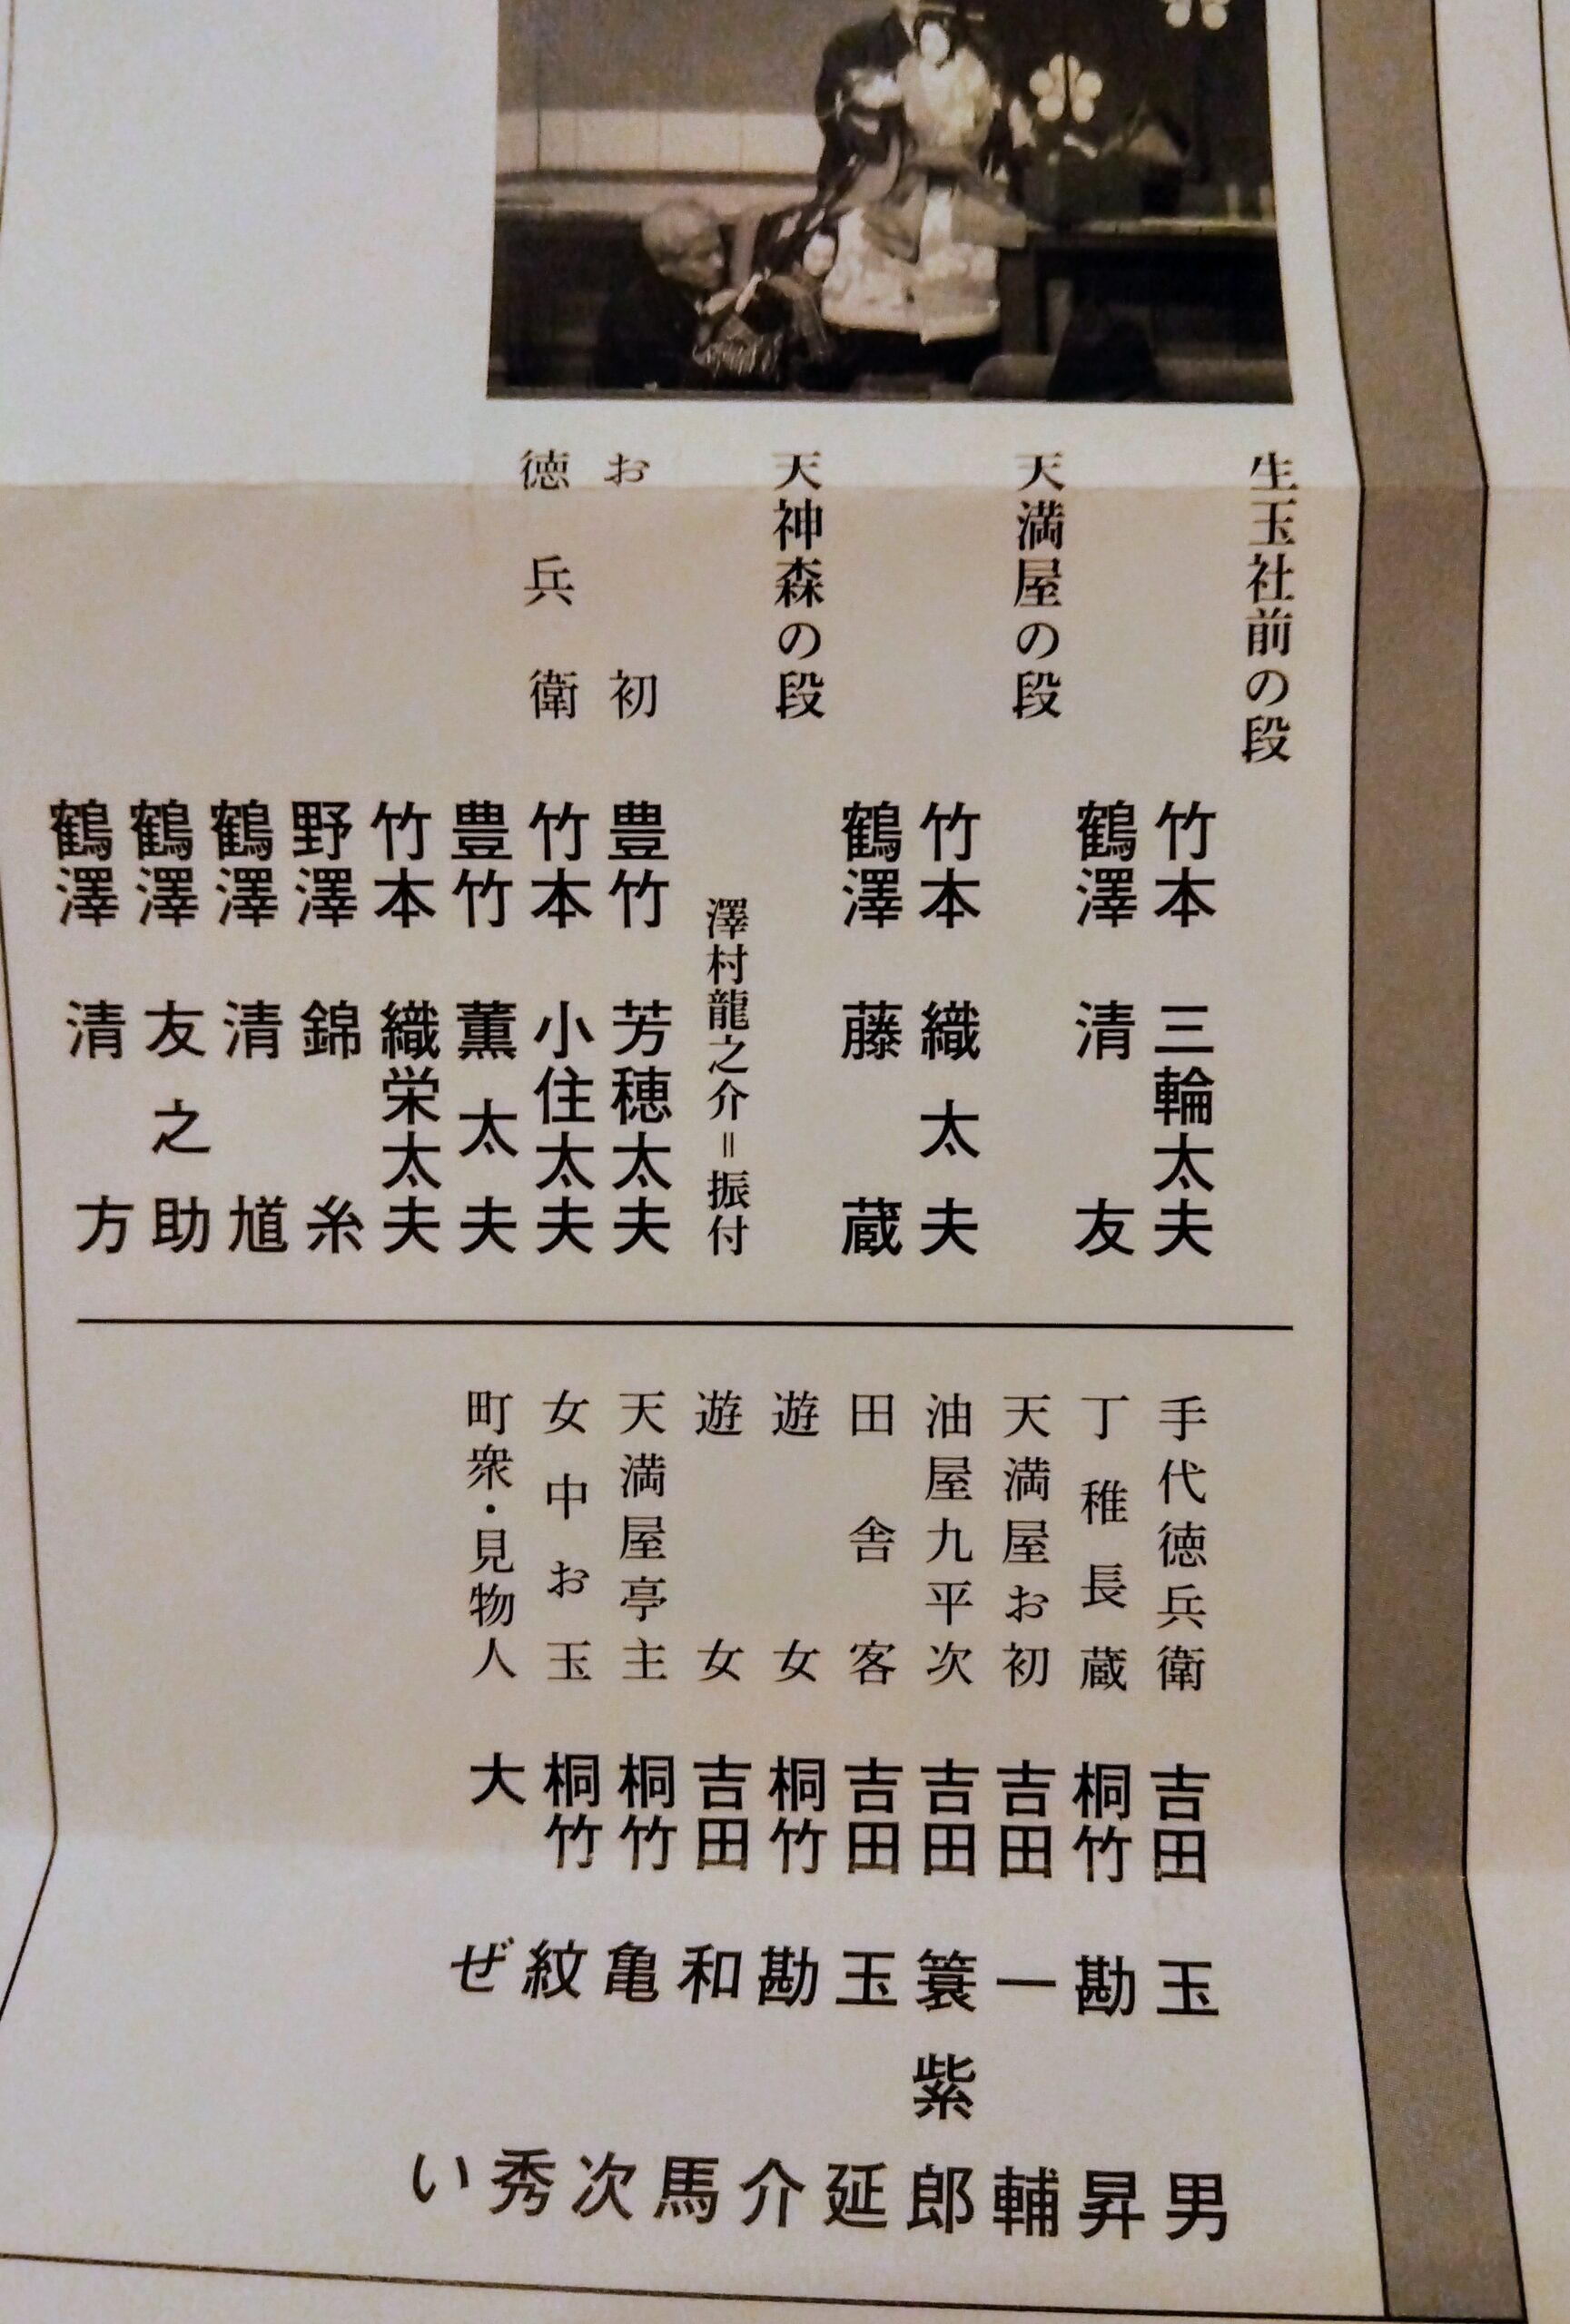 生玉社前の段
竹本 三輪太夫
鶴澤 清友
天満屋の段
竹本 織太夫
鶴澤 藤蔵
天神森の段
澤村龍之介=振付
お初 豊竹 芳穂太夫
徳兵衛 竹本 小住太夫
豊竹 薫太夫
竹本 織栄太夫
野澤 錦糸
鶴澤 清馗
鶴澤 友之助
鶴澤 清方
手代徳兵衛 吉田 玉男
丁稚長蔵 桐竹 勘昇
天満屋お初 吉田 一輔
油屋九平次 吉田 簑紫郎
田舎客 吉田 玉延
遊女 桐竹 勘介
遊女 吉田 和馬
天満屋亭主 桐竹 亀次
女中お玉 桐竹 紋秀
町衆・見物人 大ぜい